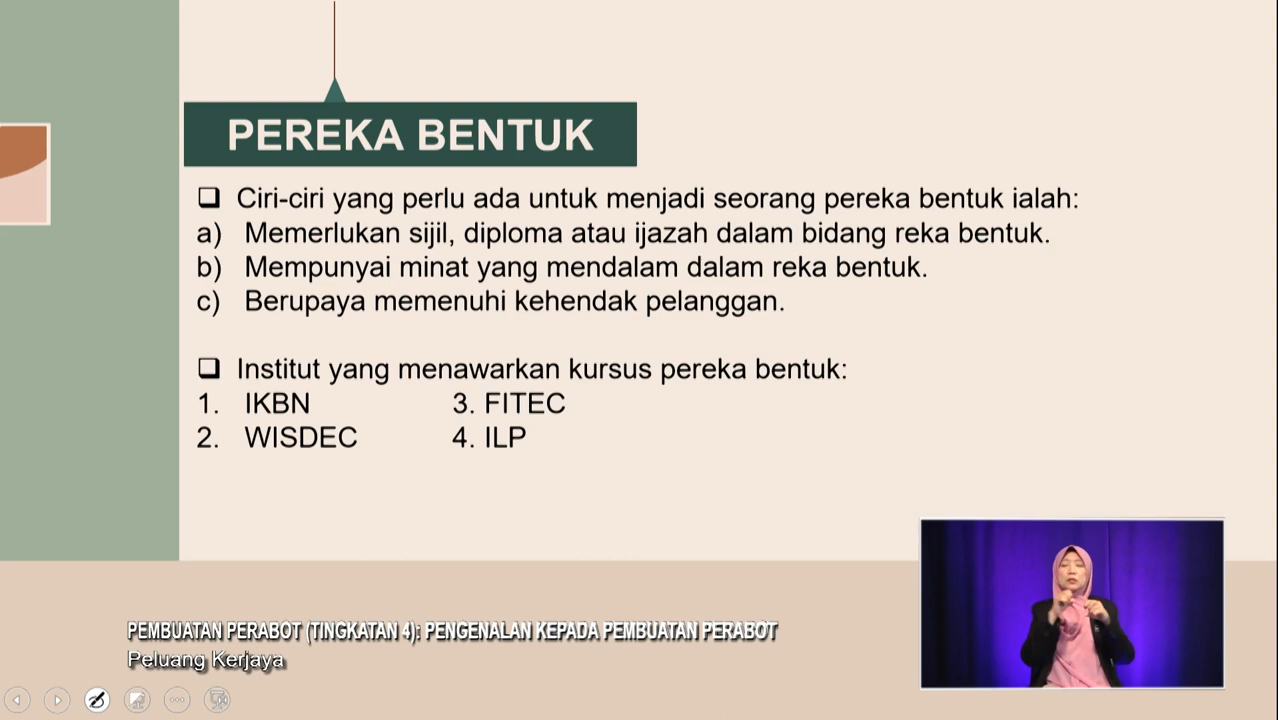 PEREKA BENTUK
Ciri-ciri yang perlu ada untuk menjadi seorang pereka bentuk ialah:
a) Memerlukan sijil, diploma atau ijazah dalam bidang reka bentuk.
b) Mempunyai minat yang mendalam dalam reka bentuk.
c) Berupaya memenuhi kehendak pelanggan.
Institut yang menawarkan kursus pereka bentuk:
1. IKBN 3. FITEC
2. WISDEC 4. ILP
PEMBUATAN PERABOT (TINGKATAN 4): PENGENALAN KEPADA PEMBUATAN PERABOT
Peluang Kerjaya